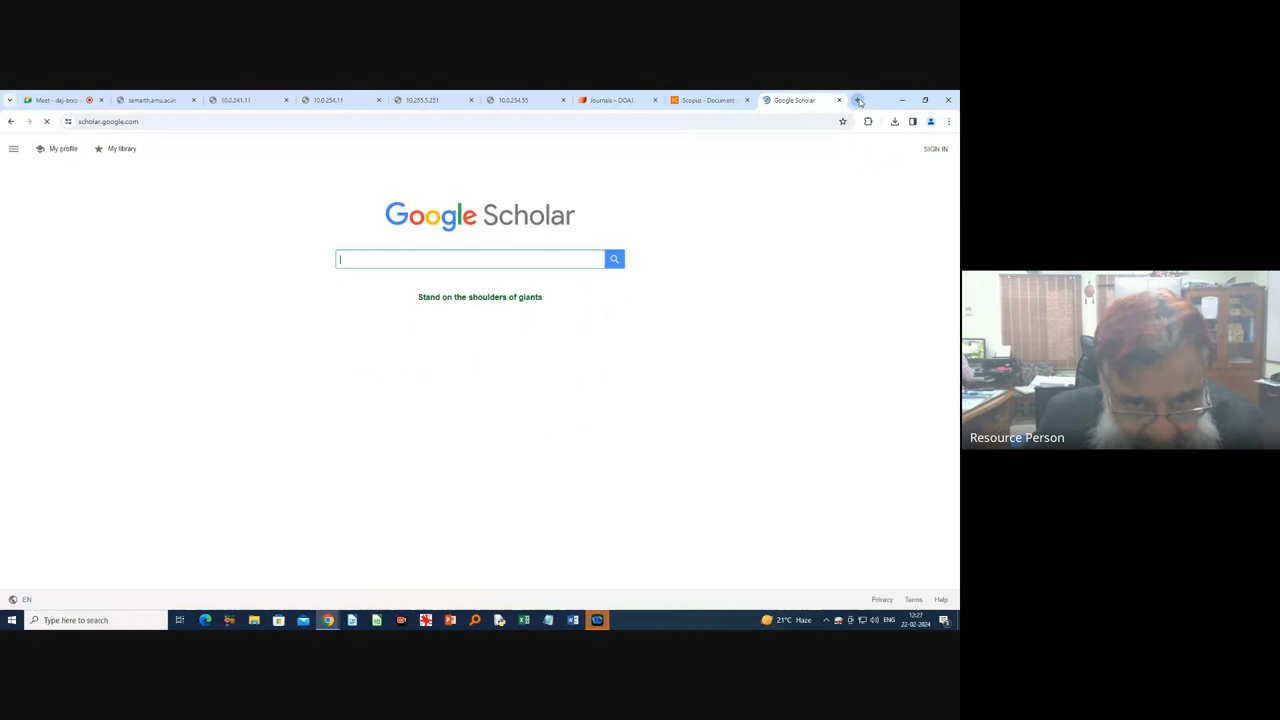 Meet - daj-bixo
samarth.amu.ac.in
10.0.241.11
10.0.254.11
10.255.5.251
10.0.254.55
Journals – DOAJ
Scopus - Document
Google Scholar
scholar.google.com
My profile
My library
SIGN IN
Google Scholar
Stand on the shoulders of giants
Resource Person
EN
Privacy
Terms
Help
Type here to search
21°C Haze
ENG
12:27
22-02-2024